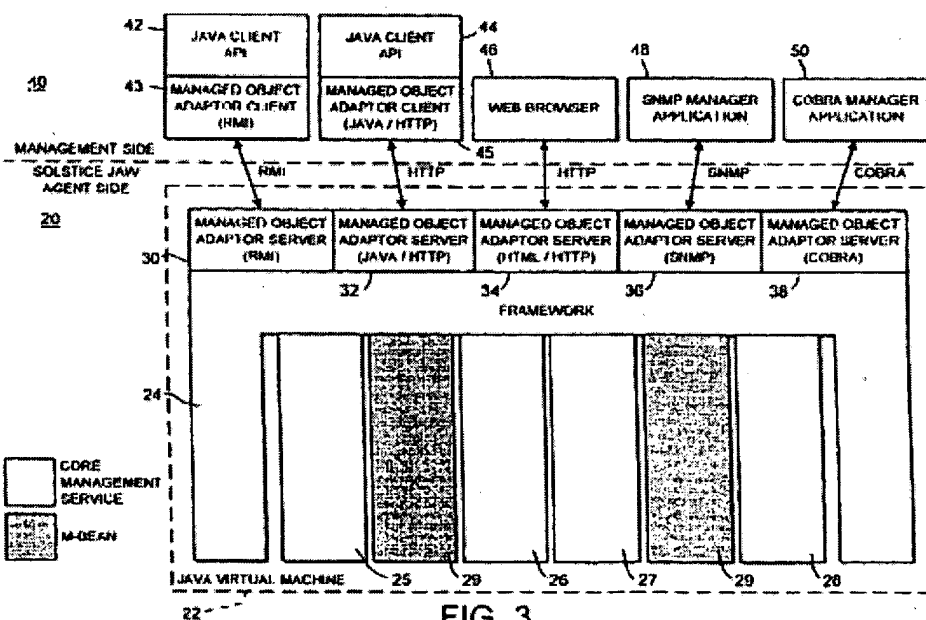 42
JAVA CLIENT
API
MANAGED OBJECT
ADAPTOR CLIENT
(RMI)
43
44
JAVA CLIENT
API
MANAGED OBJECT
ADAPTOR CLIENT
(JAVA / HTTP)
45
46
WEB BROWSER
48
SNMP MANAGER
APPLICATION
50
COBRA MANAGER
APPLICATION
40
MANAGEMENT SIDE
SOLSTICE JAW
AGENT SIDE
RMI
HTTP
HTTP
SNMP
COBRA
20
MANAGED OBJECT
ADAPTOR SERVER
(RMI)
MANAGED OBJECT
ADAPTOR SERVER
(JAVA / HTTP)
MANAGED OBJECT
ADAPTOR SERVER
(HTML / HTTP)
MANAGED OBJECT
ADAPTOR SERVER
(SNMP)
MANAGED OBJECT
ADAPTOR SERVER
(COBRA)
30
32
34
36
38
FRAMEWORK
24
CORE
MANAGEMENT
SERVICE
M-BEAN
JAVA VIRTUAL MACHINE
25
29
26
27
29
28
22
FIG. 3